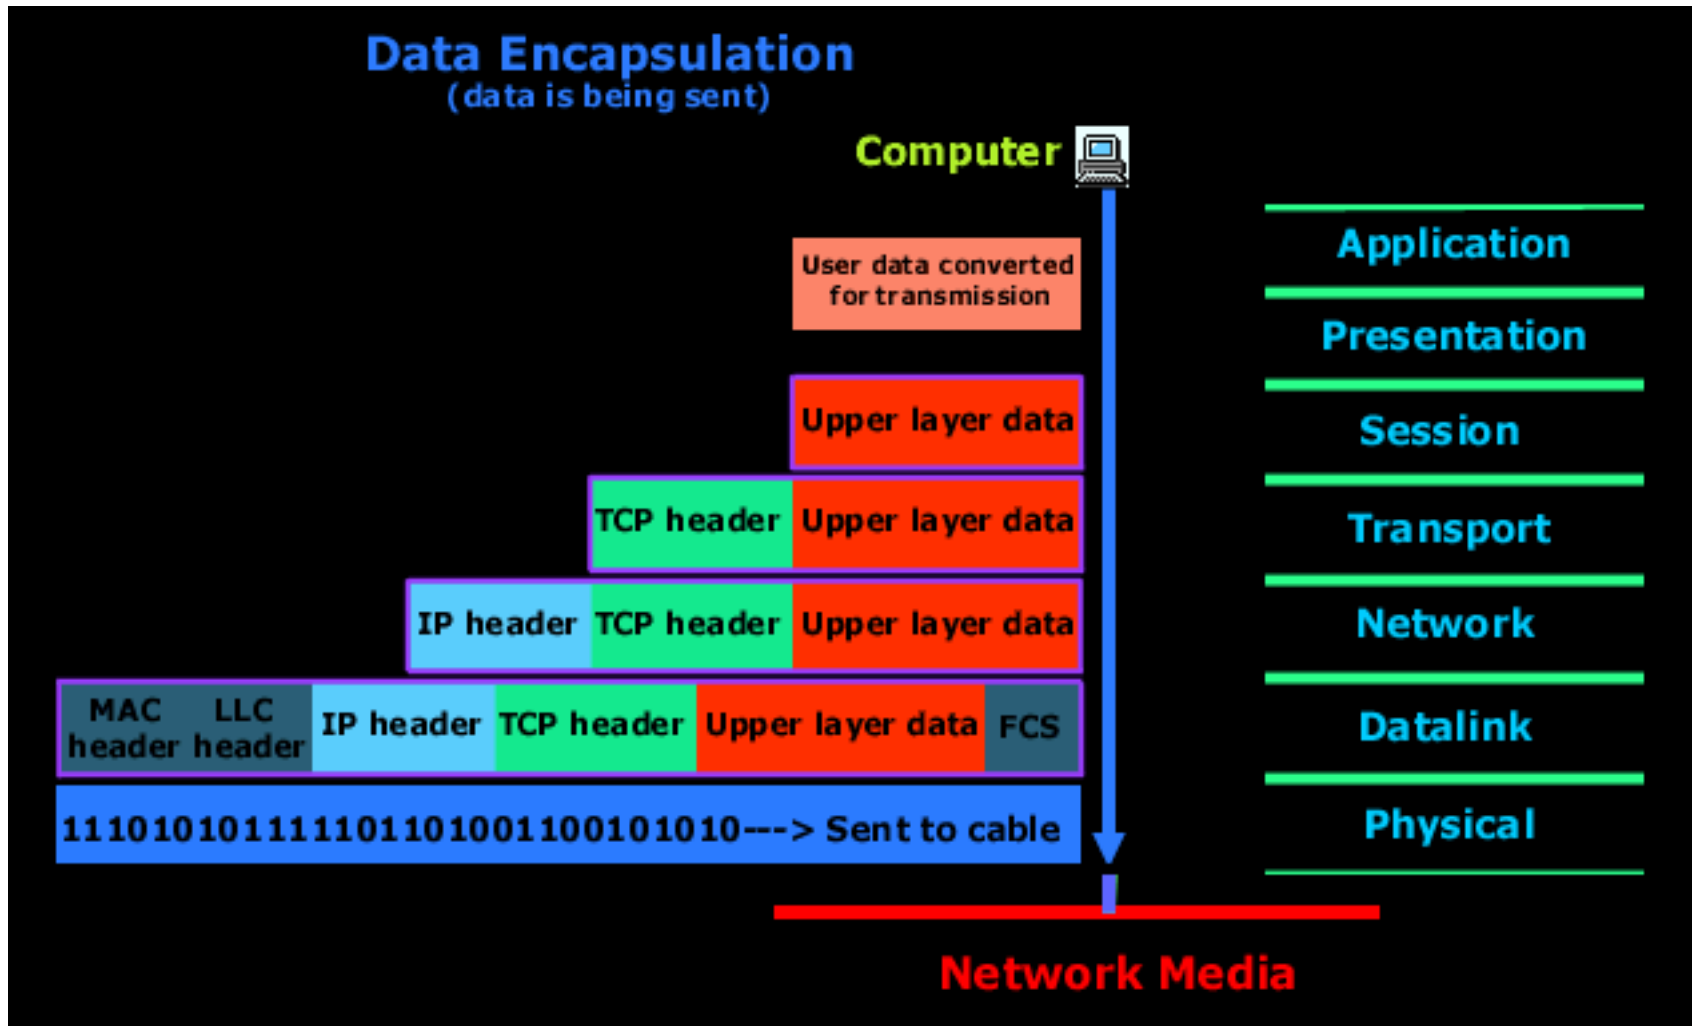 Data Encapsulation
(data is being sent)
Computer
User data converted
for transmission
Upper layer data
TCP header Upper layer data
IP header TCP header Upper layer data
MAC header LLC header IP header TCP header Upper layer data FCS
111010101111110110100110010101010---> Sent to cable
Application
Presentation
Session
Transport
Network
Datalink
Physical
Network Media